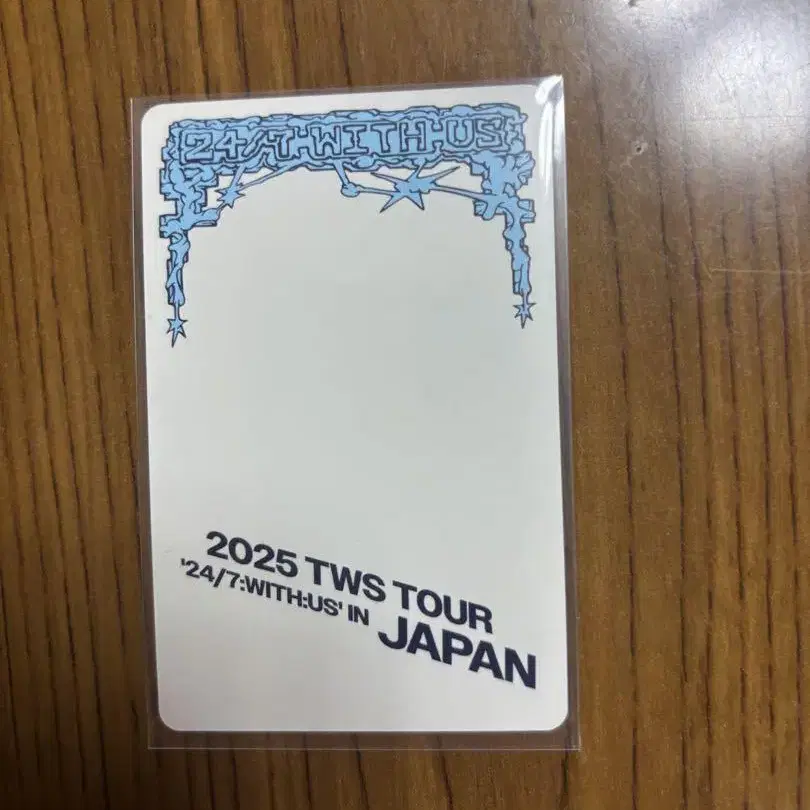 24/7:WITH:US
2025 TWS TOUR
'24/7:WITH:US' IN JAPAN